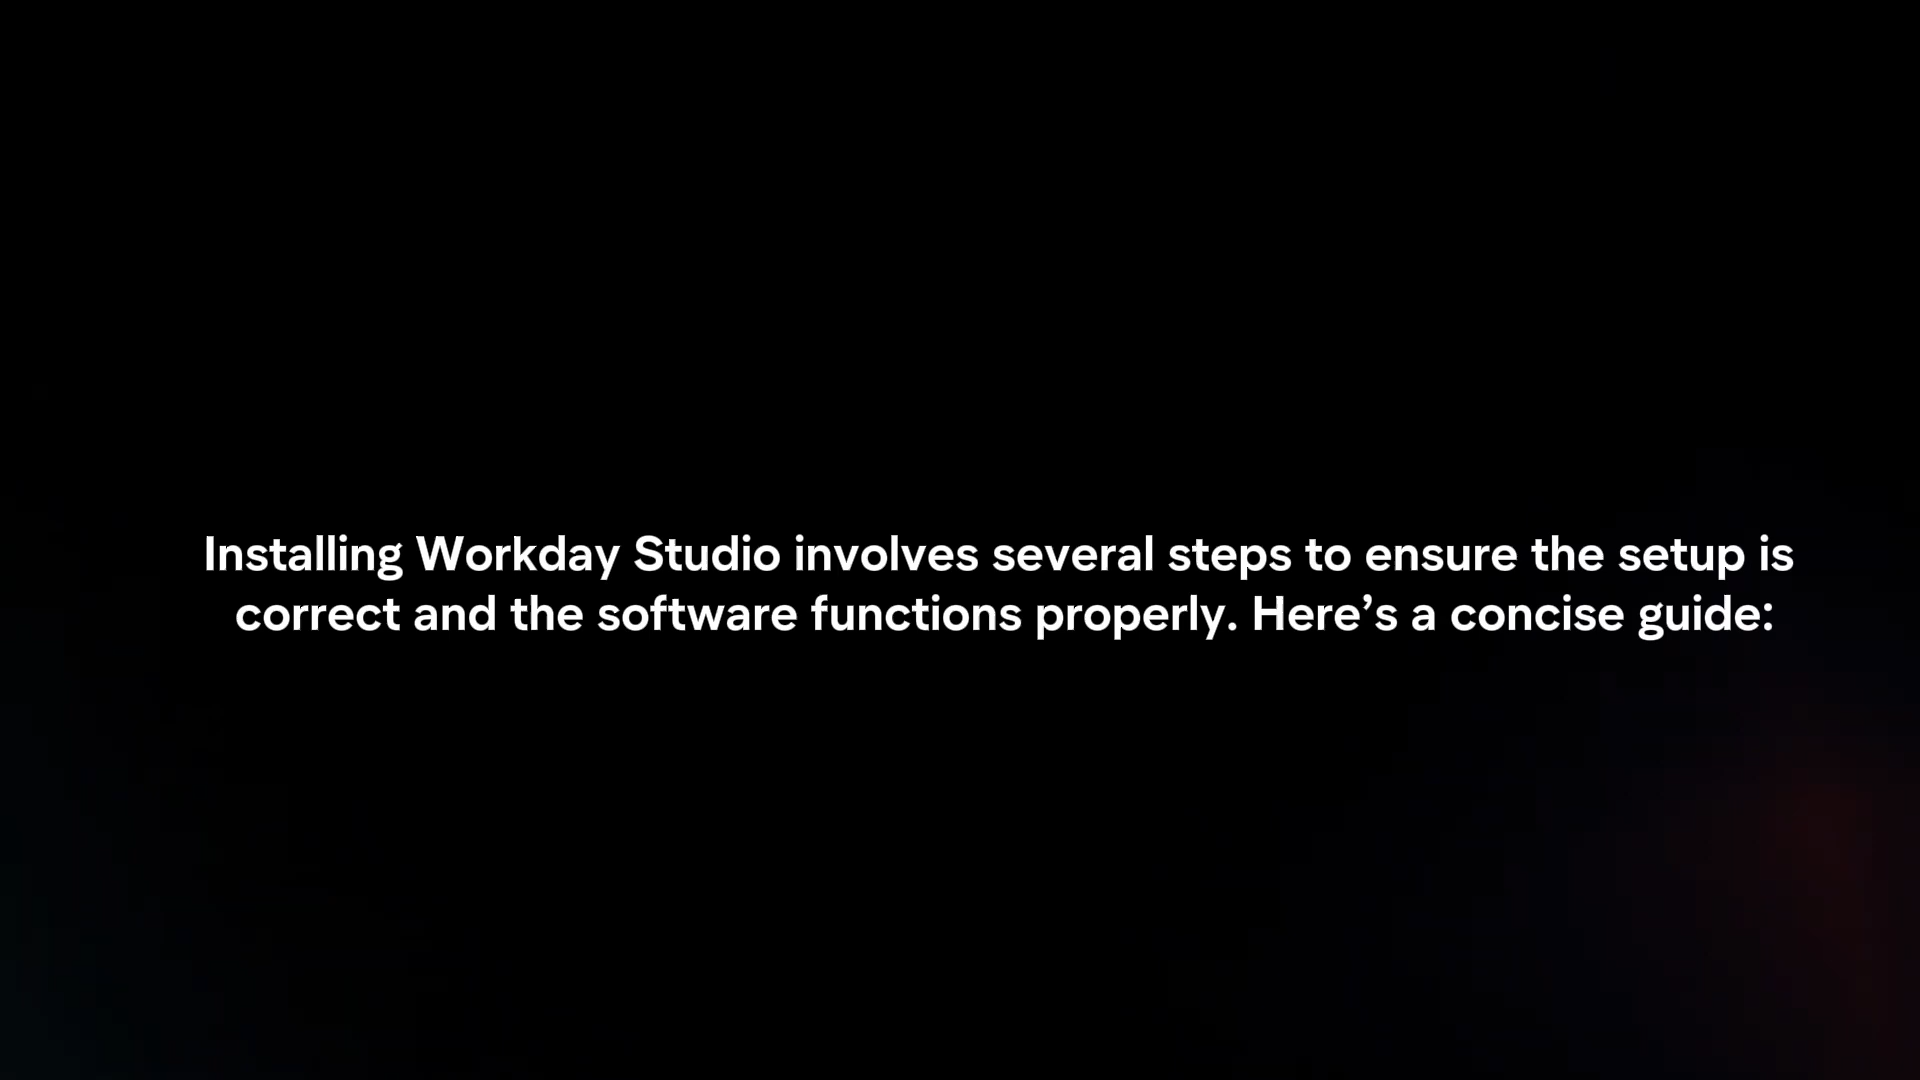 Installing Workday Studio involves several steps to ensure the setup is
correct and the software functions properly. Here’s a concise guide: